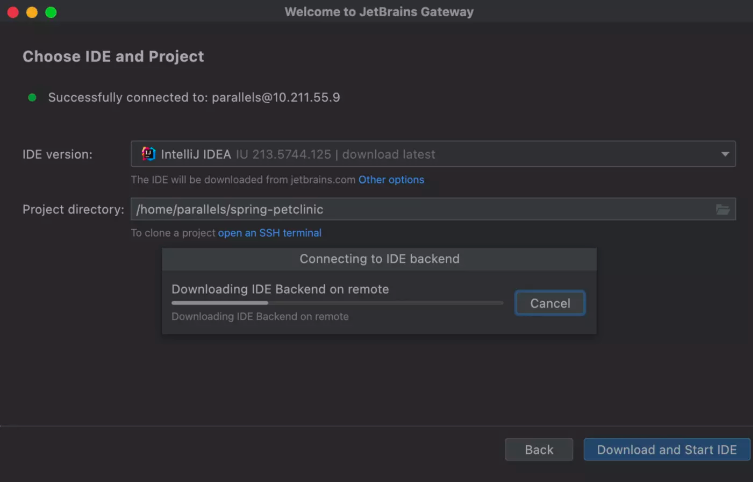 Welcome to JetBrains Gateway
Choose IDE and Project
Successfully connected to: parallels@10.211.55.9
IDE version: IntelliJ IDEA IU 213.5744.125 | download latest
The IDE will be downloaded from jetbrains.com Other options
Project directory: /home/parallels/spring-petclinic
To clone a project open an SSH terminal
Connecting to IDE backend
Downloading IDE Backend on remote
Cancel
Downloading IDE Backend on remote
Back Download and Start IDE